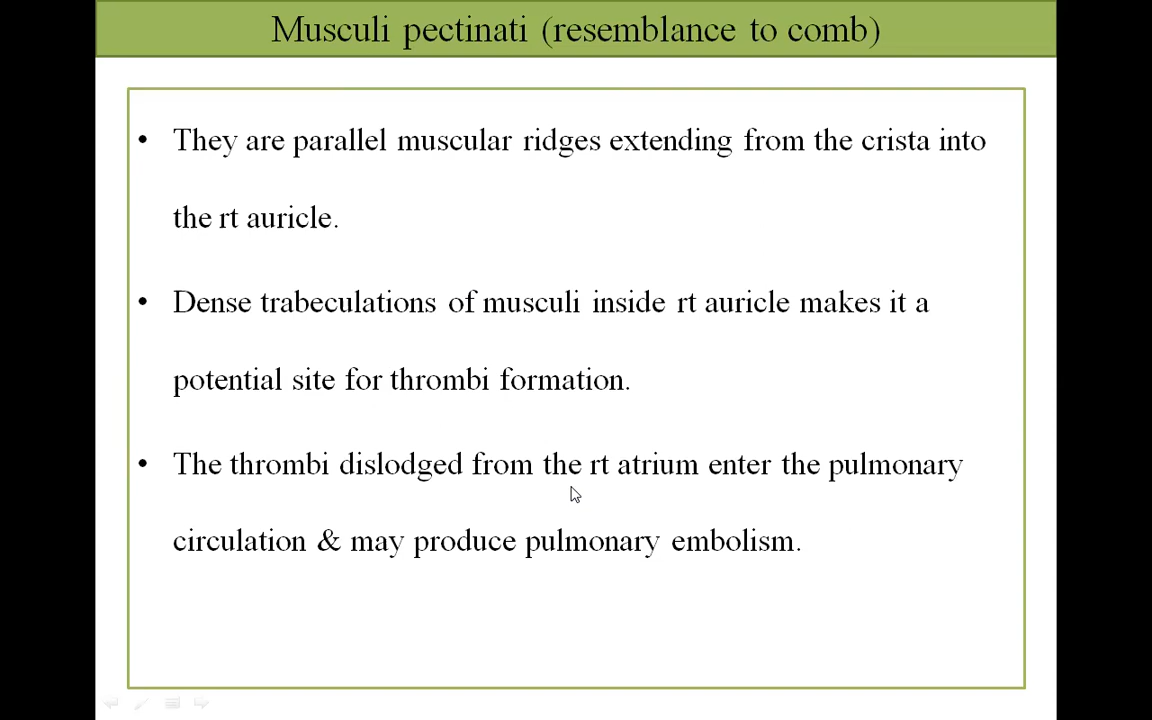 Musculi pectinati (resemblance to comb)
• They are parallel muscular ridges extending from the crista into
the rt auricle.
• Dense trabeculations of musculi inside rt auricle makes it a
potential site for thrombi formation.
• The thrombi dislodged from the rt atrium enter the pulmonary
circulation & may produce pulmonary embolism.